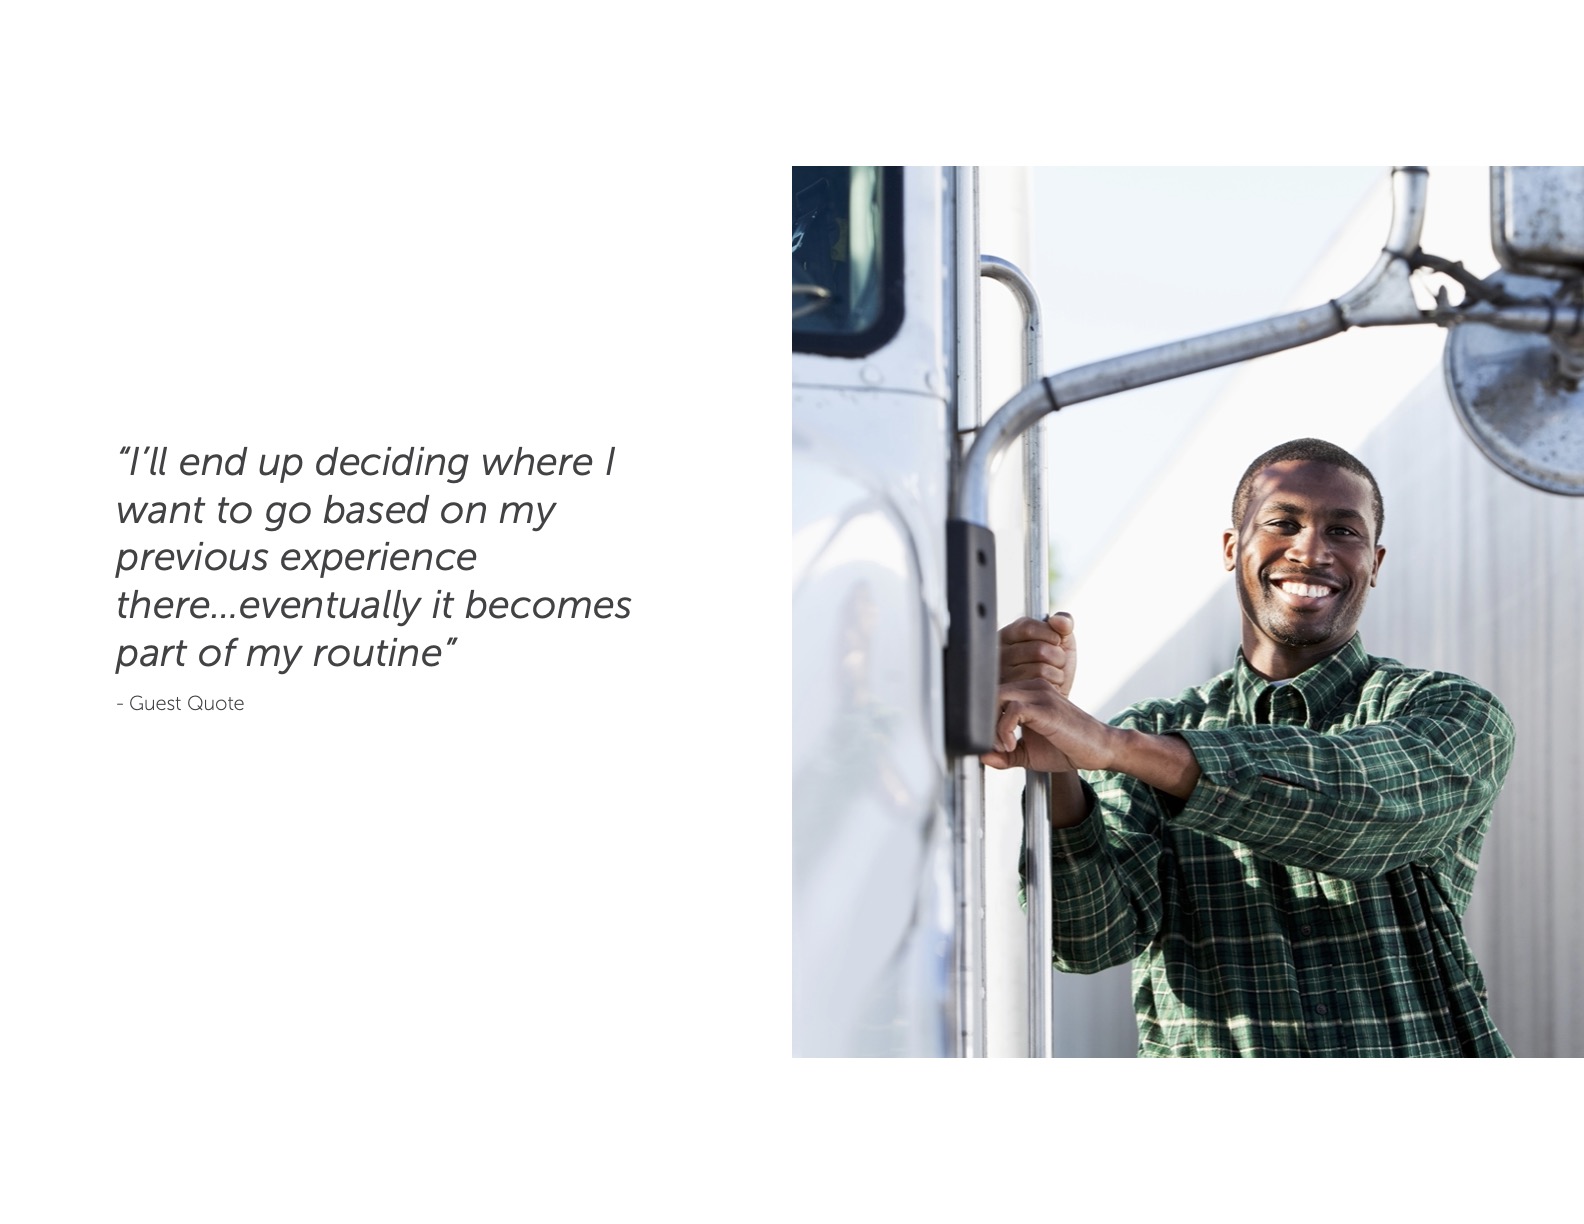 “I’ll end up deciding where I
want to go based on my
previous experience
there...eventually it becomes
part of my routine”
- Guest Quote